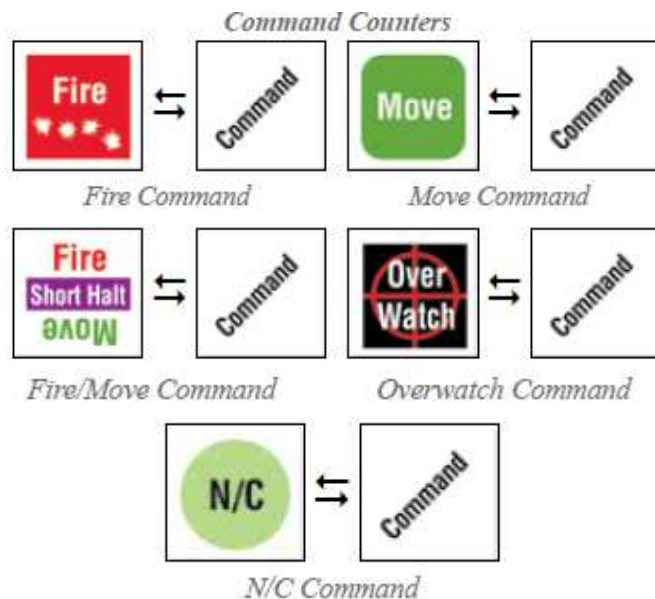 Command Counters
Fire
Command
Move
Command
Fire Command
Move Command
Fire
Short Halt
Move
Command
Over
Watch
Command
Fire/Move Command
Overwatch Command
N/C
Command
N/C Command